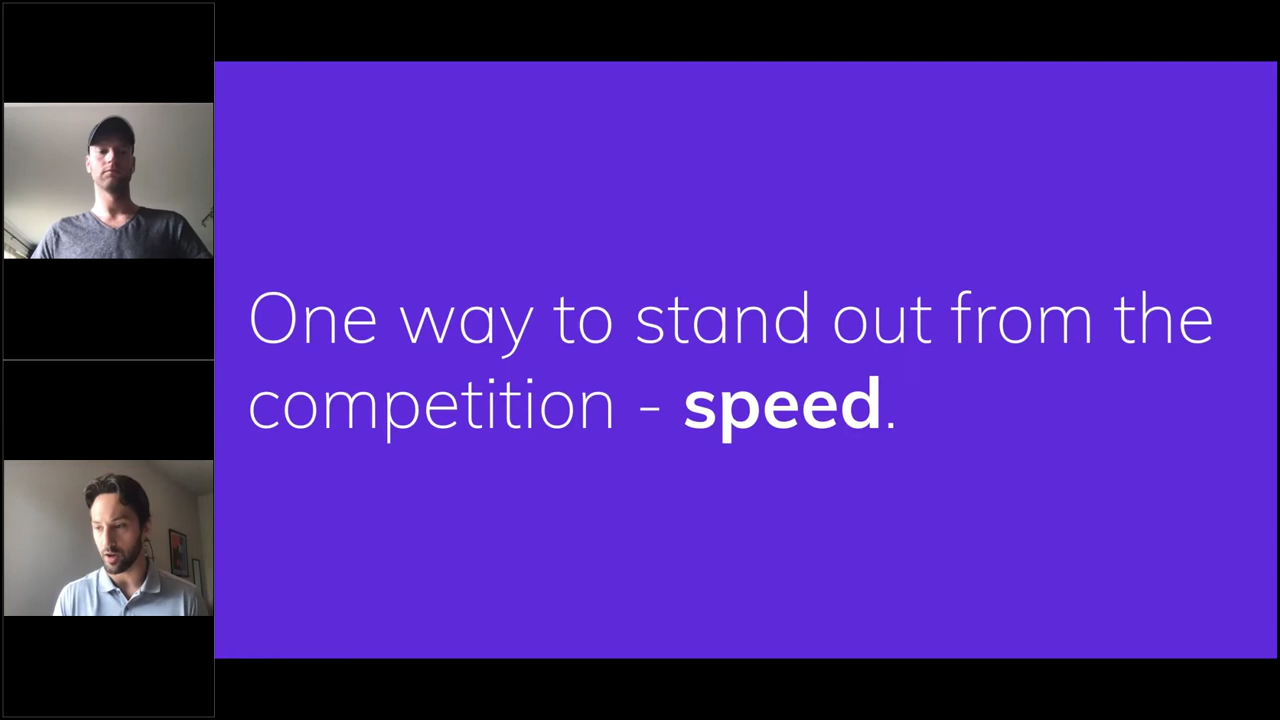 One way to stand out from the
competition - speed.